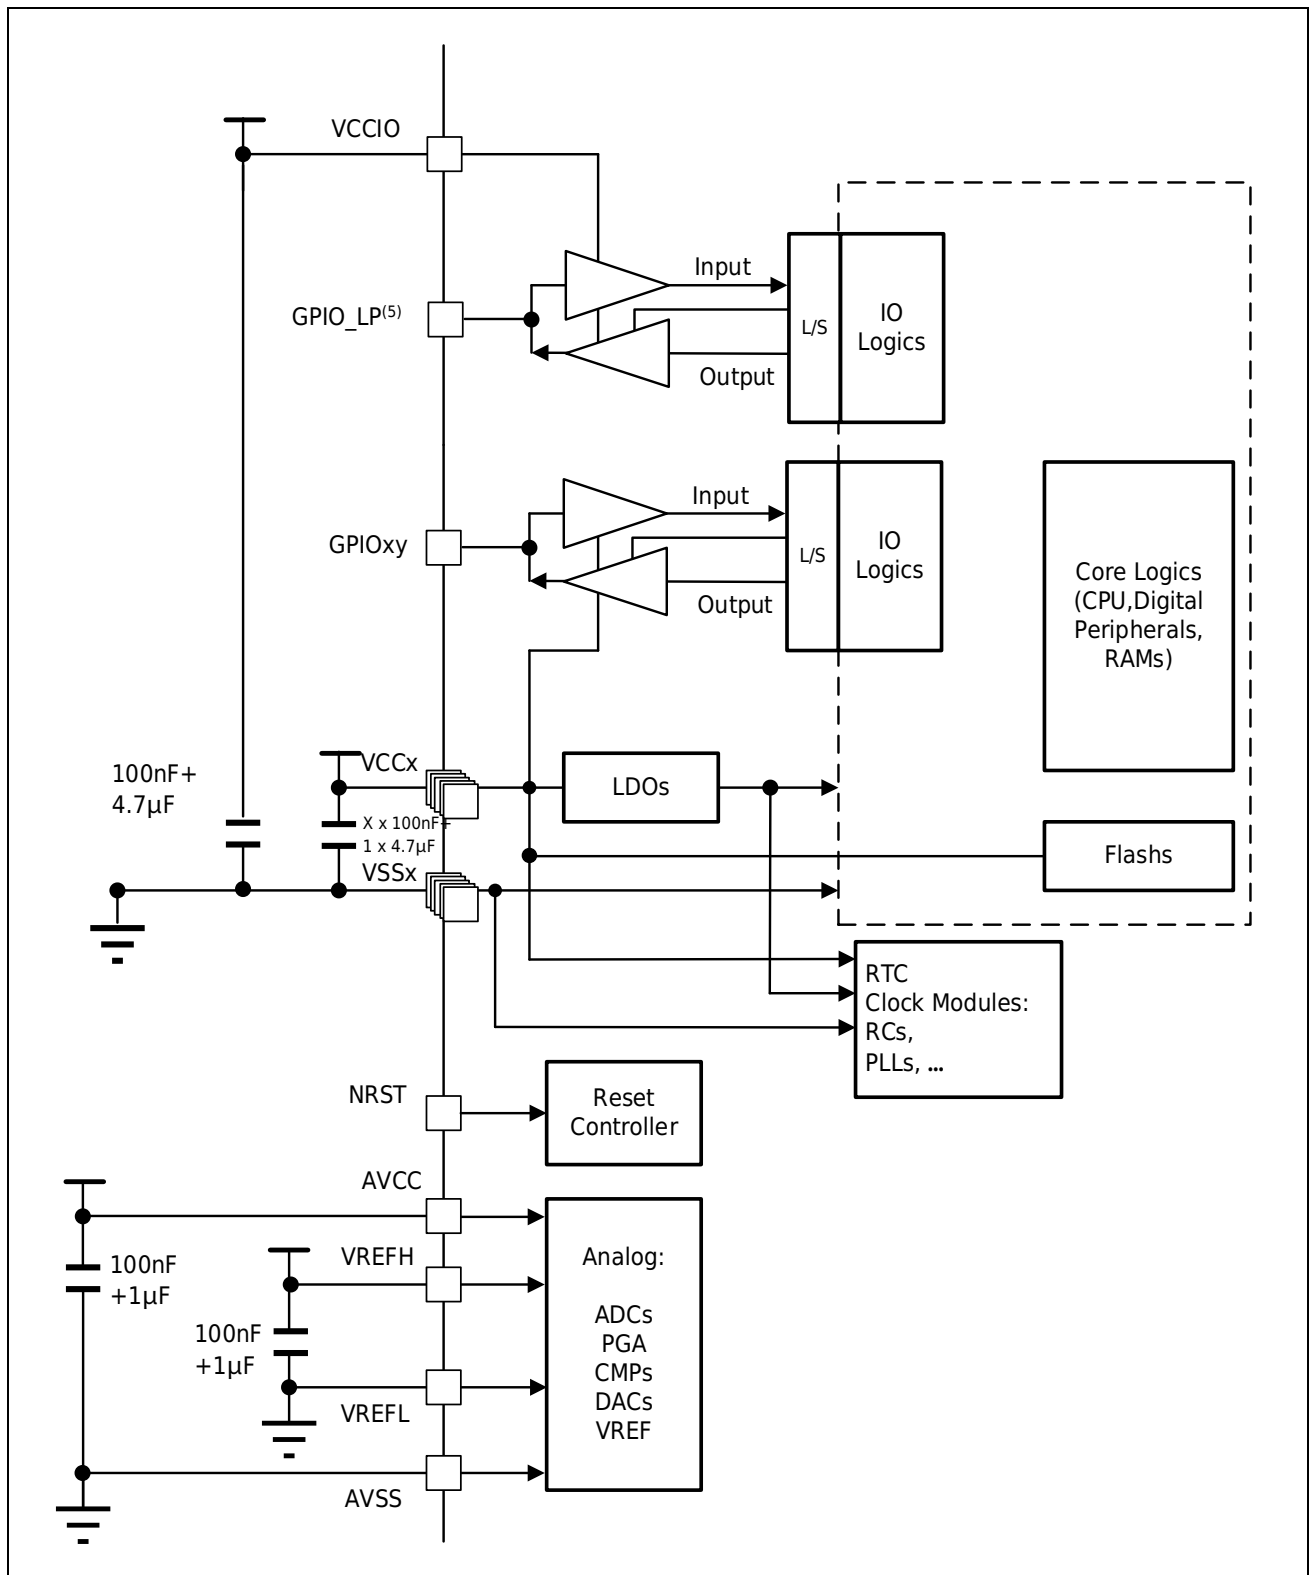 VCCIO
GPIO_LP(5)
Input
Output
L/S
IO
Logics
GPIOxy
Input
Output
L/S
IO
Logics
Core Logics
(CPU,Digital
Peripherals,
RAMs)
100nF+
4.7µF
VCCx
X x 100nF+
1 x 4.7µF
VSSx
LDOs
Flashs
RTC
Clock Modules:
RCs,
PLLs, ...
NRST
Reset
Controller
AVCC
100nF
+1µF
VREFH
100nF
+1µF
VREFL
AVSS
Analog:
ADCs
PGA
CMPs
DACs
VREF